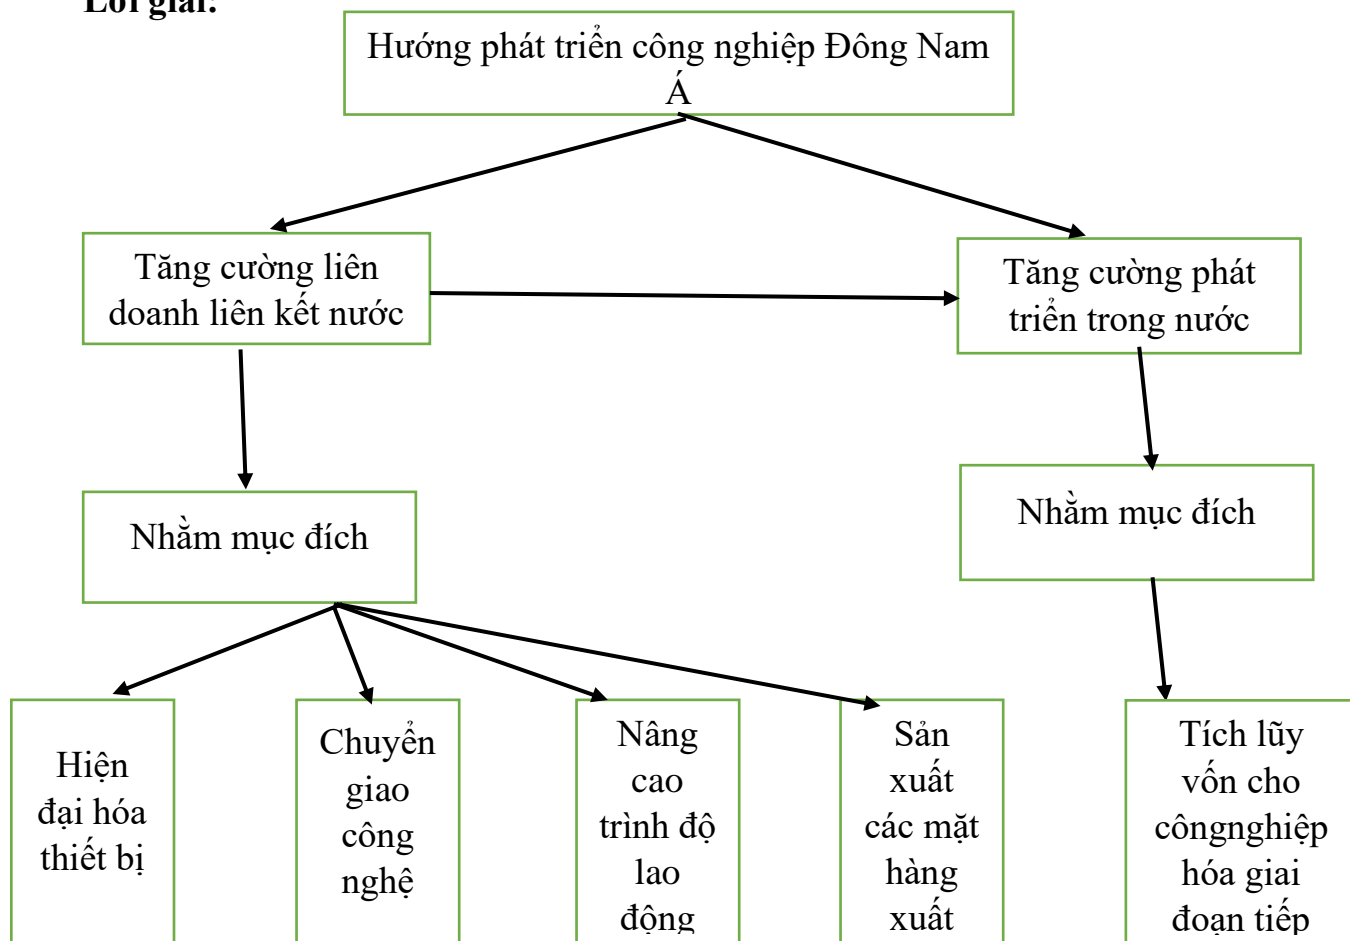 Lời giải:
Hướng phát triển công nghiệp Đông Nam
Á
Tăng cường liên
doanh liên kết nước
Tăng cường phát
triển trong nước
Nhằm mục đích
Nhằm mục đích
Hiện
đại hóa
thiết bị
Chuyển
giao
công
nghệ
Nâng
cao
trình độ
lao
động
Sản
xuất
các mặt
hàng
xuất
Tích lũy
vốn cho
côngnghiệp
hóa giai
đoạn tiếp